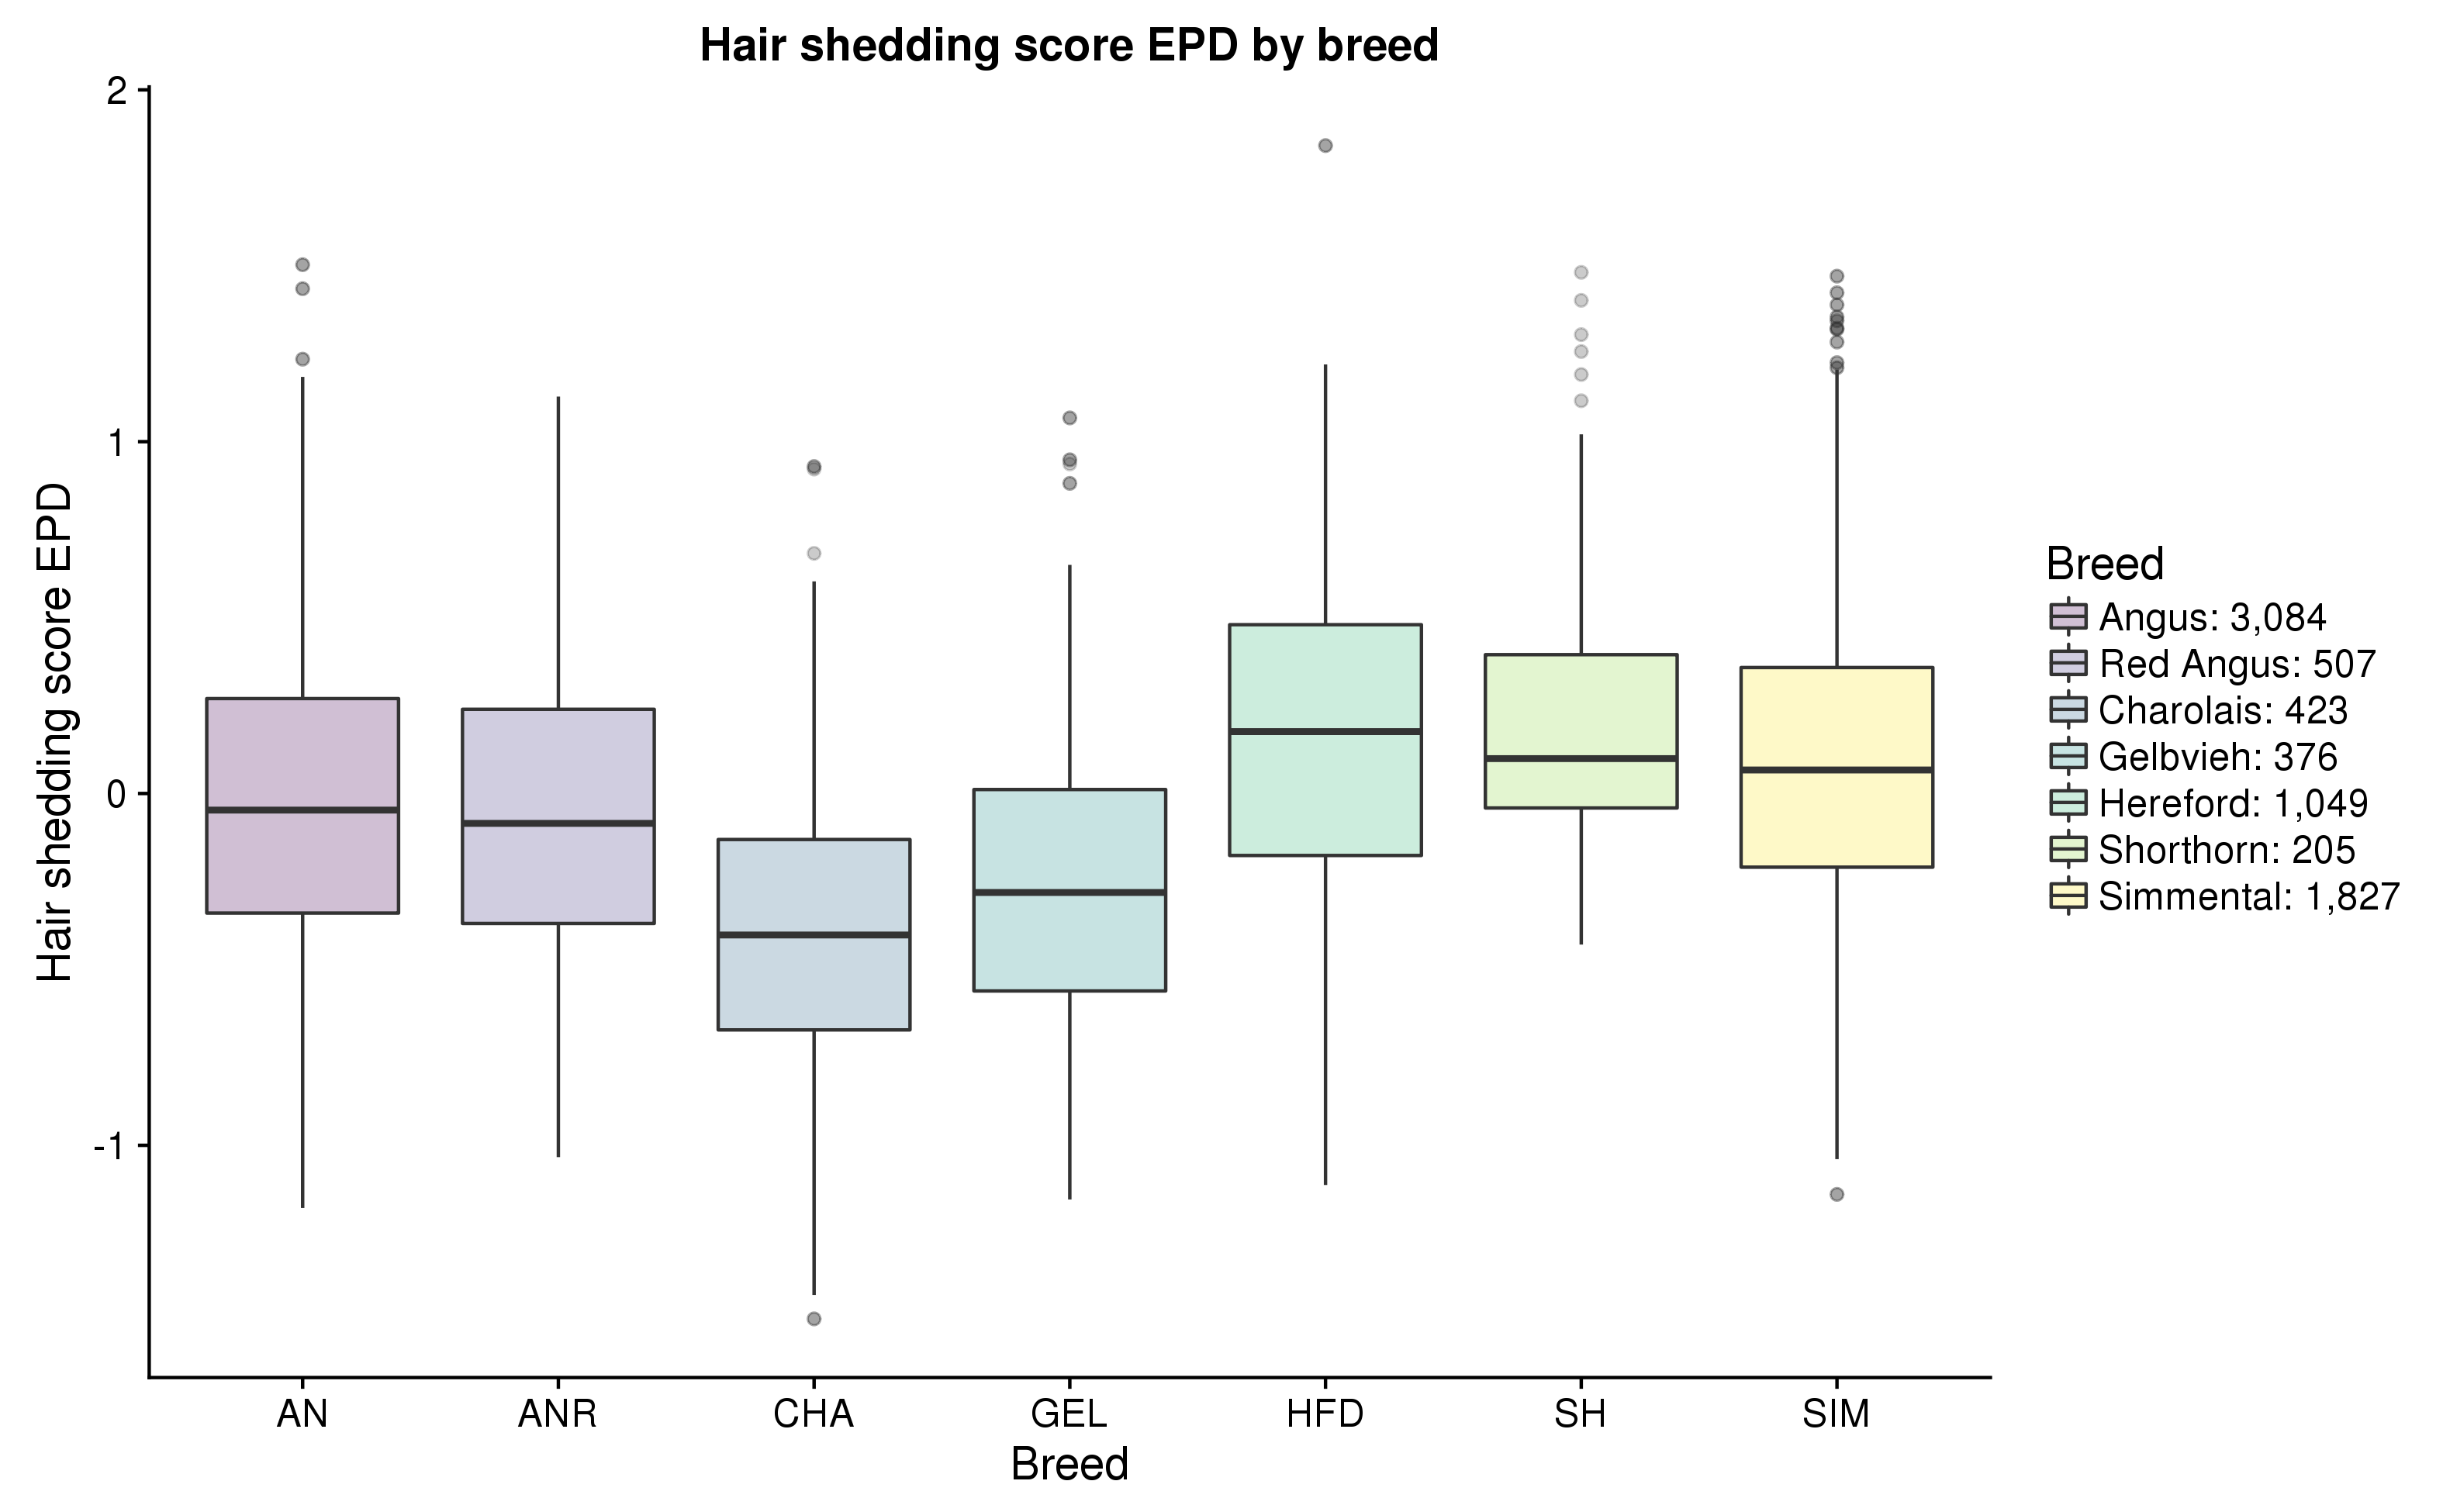 Hair shedding score EPD by breed
2
1
0
-1
Hair shedding score EPD
AN ANR CHA GEL HFD SH SIM
Breed
Breed
Angus: 3,084
Red Angus: 507
Charolais: 423
Gelbvieh: 376
Hereford: 1,049
Shorthorn: 205
Simmental: 1,827